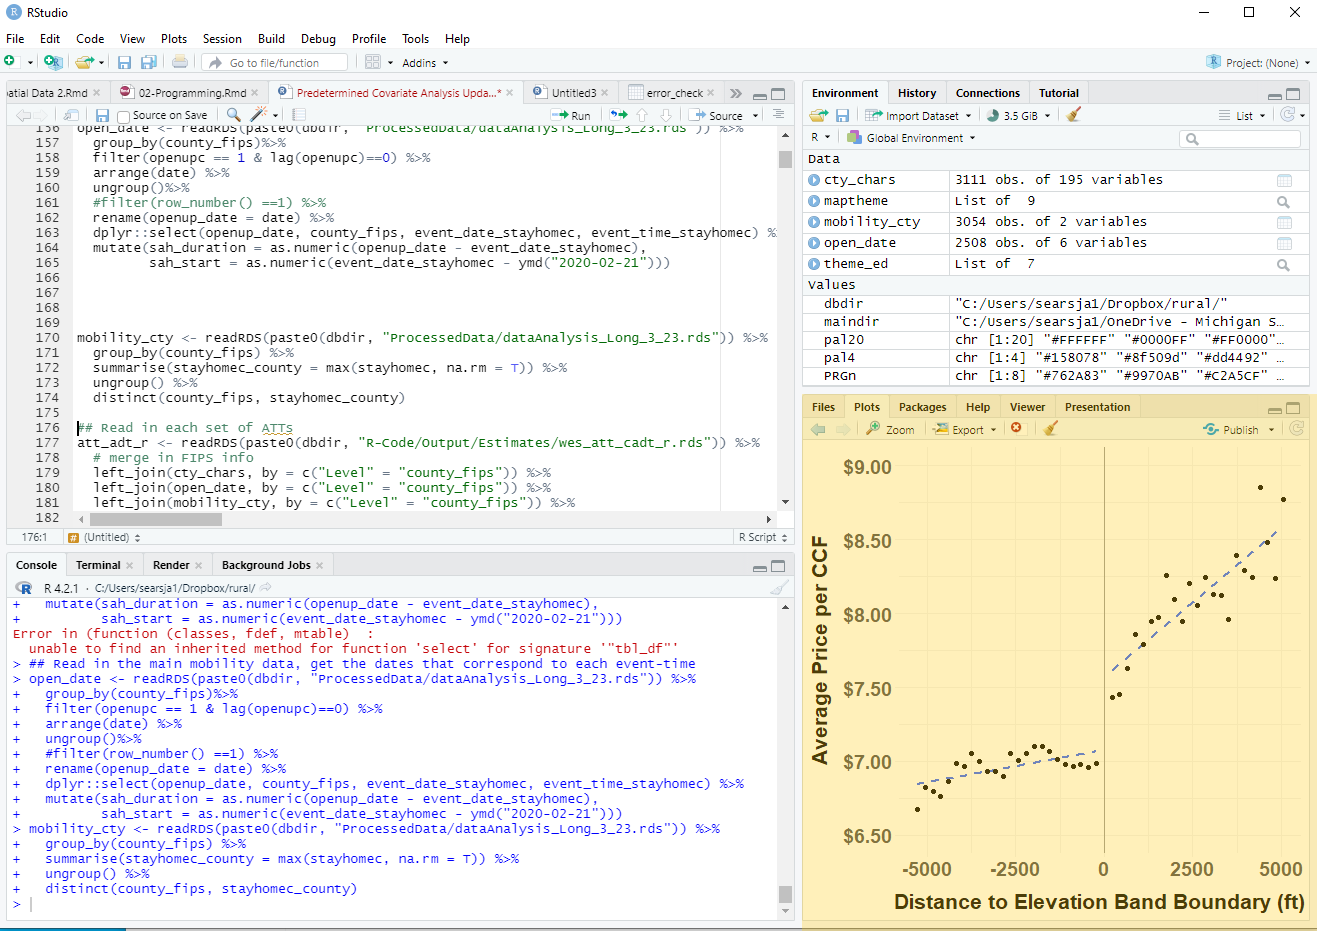 RStudio
File Edit Code View Plots Session Build Debug Profile Tools Help
Go to file/function Addins Project: (None)
patial Data 2.Rmd 02-Programming.Rmd Predetermined Covariate Analysis Upda...* Untitled3 error_check
Source on Save Run Source
156 open_date <- readRDS(paste0(dbdir, "ProcessedData/dataAnalysis_Long_3_23.rds")) %>%
157 group_by(county_fips)%>%
158 filter(openupc == 1 & lag(openupc)==0) %>%
159 arrange(date) %>%
160 ungroup()%>%
161 #filter(row_number() ==1) %>%
162 rename(openup_date = date) %>%
163 dplyr::select(openup_date, county_fips, event_date_stayhomec, event_time_stayhomec) %
164 mutate(sah_duration = as.numeric(openup_date - event_date_stayhomec),
165 sah_start = as.numeric(event_date_stayhomec - ymd("2020-02-21")))
166
167
168
169
170 mobility_cty <- readRDS(paste0(dbdir, "ProcessedData/dataAnalysis_Long_3_23.rds")) %>%
171 group_by(county_fips) %>%
172 summarise(stayhomec_county = max(stayhomec, na.rm = T)) %>%
173 ungroup() %>%
174 distinct(county_fips, stayhomec_county)
175
176 ## Read in each set of ATTs
177 att_adt_r <- readRDS(paste0(dbdir, "R-Code/Output/Estimates/wes_att_cadt_r.rds")) %>%
178 # merge in FIPS info
179 left_join(cty_chars, by = c("Level" = "county_fips")) %>%
180 left_join(open_date, by = c("Level" = "county_fips")) %>%
181 left_join(mobility_cty, by = c("Level" = "county_fips")) %>%
182
176:1 # (Untitled) R Script
Console Terminal Render Background Jobs
R R 4.2.1 · C:/Users/searsja1/Dropbox/rural/
+ mutate(sah_duration = as.numeric(openup_date - event_date_stayhomec),
+ sah_start = as.numeric(event_date_stayhomec - ymd("2020-02-21")))
Error in (function (classes, fdef, mtable) :
unable to find an inherited method for function 'select' for signature '"tbl_df"'
> ## Read in the main mobility data, get the dates that correspond to each event-time
> open_date <- readRDS(paste0(dbdir, "ProcessedData/dataAnalysis_Long_3_23.rds")) %>%
+ group_by(county_fips)%>%
+ filter(openupc == 1 & lag(openupc)==0) %>%
+ arrange(date) %>%
+ ungroup()%>%
+ #filter(row_number() ==1) %>%
+ rename(openup_date = date) %>%
+ dplyr::select(openup_date, county_fips, event_date_stayhomec, event_time_stayhomec) %>%
+ mutate(sah_duration = as.numeric(openup_date - event_date_stayhomec),
+ sah_start = as.numeric(event_date_stayhomec - ymd("2020-02-21")))
> mobility_cty <- readRDS(paste0(dbdir, "ProcessedData/dataAnalysis_Long_3_23.rds")) %>%
+ group_by(county_fips) %>%
+ summarise(stayhomec_county = max(stayhomec, na.rm = T)) %>%
+ ungroup() %>%
+ distinct(county_fips, stayhomec_county)
>
Environment History Connections Tutorial
Import Dataset 3.5 GiB List
R Global Environment
Data
cty_chars 3111 obs. of 195 variables
maptheme List of 9
mobility_cty 3054 obs. of 2 variables
open_date 2508 obs. of 6 variables
theme_ed List of 7
Values
dbdir "C:/Users/searsja1/Dropbox/rural/"
maindir "C:/Users/searsja1/OneDrive - Michigan S…
pal20 chr [1:20] "#FFFFFF" "#0000FF" "#FF0000"…
pal4 chr [1:4] "#158078" "#8f509d" "#dd4492" …
PRGn chr [1:8] "#762A83" "#9970AB" "#C2A5CF" …
Files Plots Packages Help Viewer Presentation
Zoom Export Publish
$9.00
$8.50
$8.00
$7.50
$7.00
$6.50
Average Price per CCF
-5000 -2500 0 2500 5000
Distance to Elevation Band Boundary (ft)